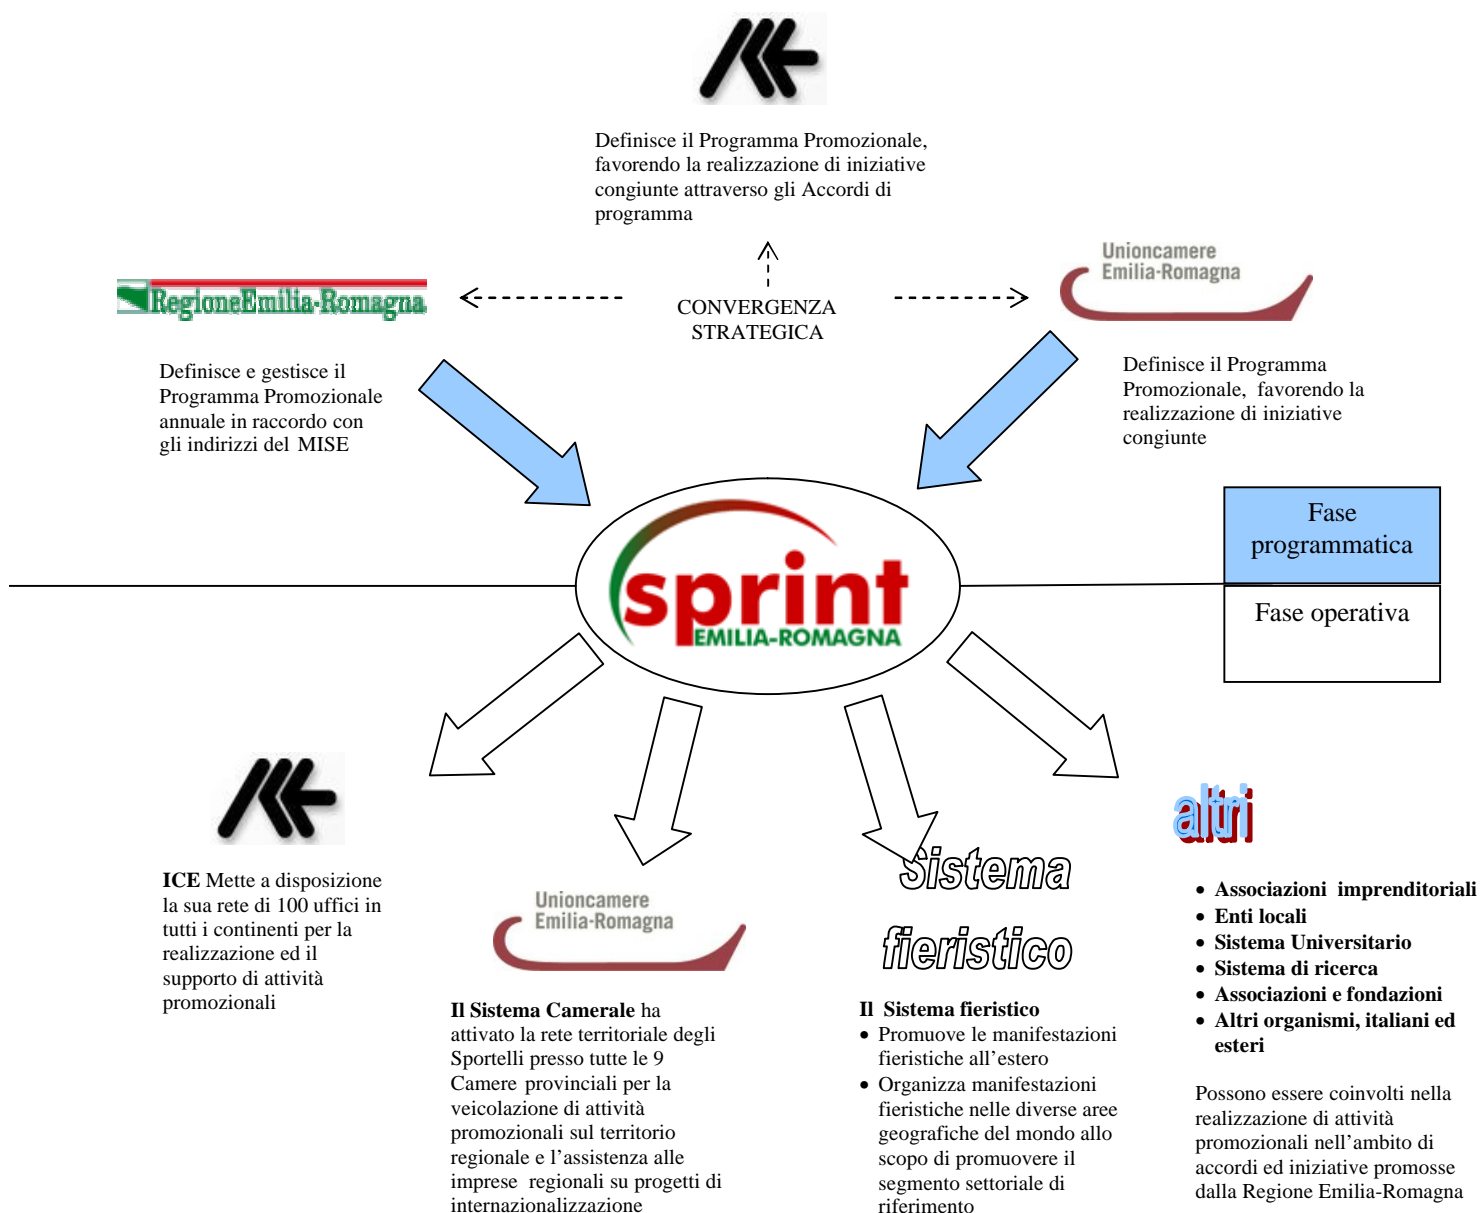 Definisce il Programma Promozionale,
favorendo la realizzazione di iniziative
congiunte attraverso gli Accordi di
programma
RegioneEmilia-Romagna
CONVERGENZA
STRATEGICA
Unioncamere
Emilia-Romagna
Definisce e gestisce il
Programma Promozionale
annuale in raccordo con
gli indirizzi del MISE
Definisce il Programma
Promozionale, favorendo la
realizzazione di iniziative
congiunte
sprint
EMILIA-ROMAGNA
Fase
programmatica
Fase operativa
ICE Mette a disposizione
la sua rete di 100 uffici in
tutti i continenti per la
realizzazione ed il
supporto di attività
promozionali
Unioncamere
Emilia-Romagna
Il Sistema Camerale ha
attivato la rete territoriale degli
Sportelli presso tutte le 9
Camere provinciali per la
veicolazione di attività
promozionali sul territorio
regionale e l’assistenza alle
imprese regionali su progetti di
internazionalizzazione
Sistema
fieristico
Il Sistema fieristico
• Promuove le manifestazioni
fieristiche all’estero
• Organizza manifestazioni
fieristiche nelle diverse aree
geografiche del mondo allo
scopo di promuovere il
segmento settoriale di
riferimento
altri
• Associazioni imprenditoriali
• Enti locali
• Sistema Universitario
• Sistema di ricerca
• Associazioni e fondazioni
• Altri organismi, italiani ed
esteri
Possono essere coinvolti nella
realizzazione di attività
promozionali nell’ambito di
accordi ed iniziative promosse
dalla Regione Emilia-Romagna